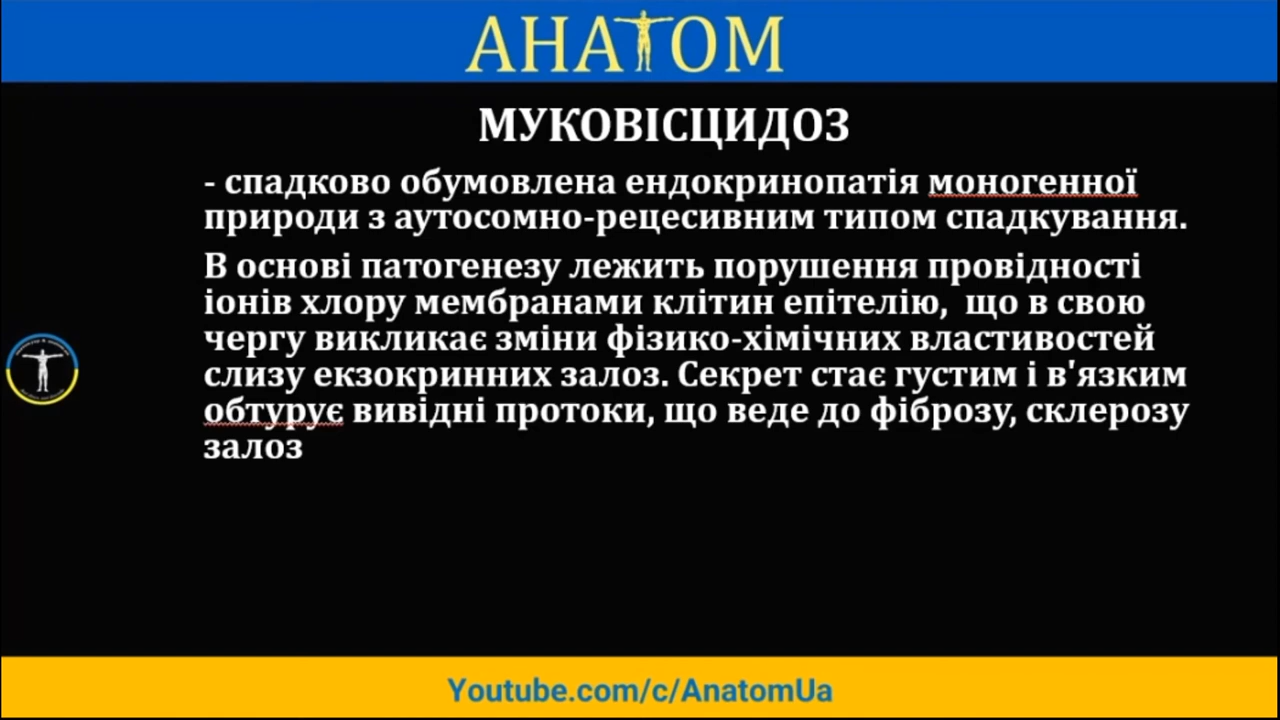 АНАТОМ
МУКОВІСЦИДОЗ
- спадково обумовлена ендокринопатія моногенної
природи з аутосомно-рецесивним типом спадкування.
В основі патогенезу лежить порушення провідності
іонів хлору мембранами клітин епітелію,  що в свою
чергу викликає зміни фізико-хімічних властивостей
слизу екзокринних залоз. Секрет стає густим і в'язким
обтурує вивідні протоки, що веде до фіброзу, склерозу
залоз
Youtube.com/c/AnatomUa